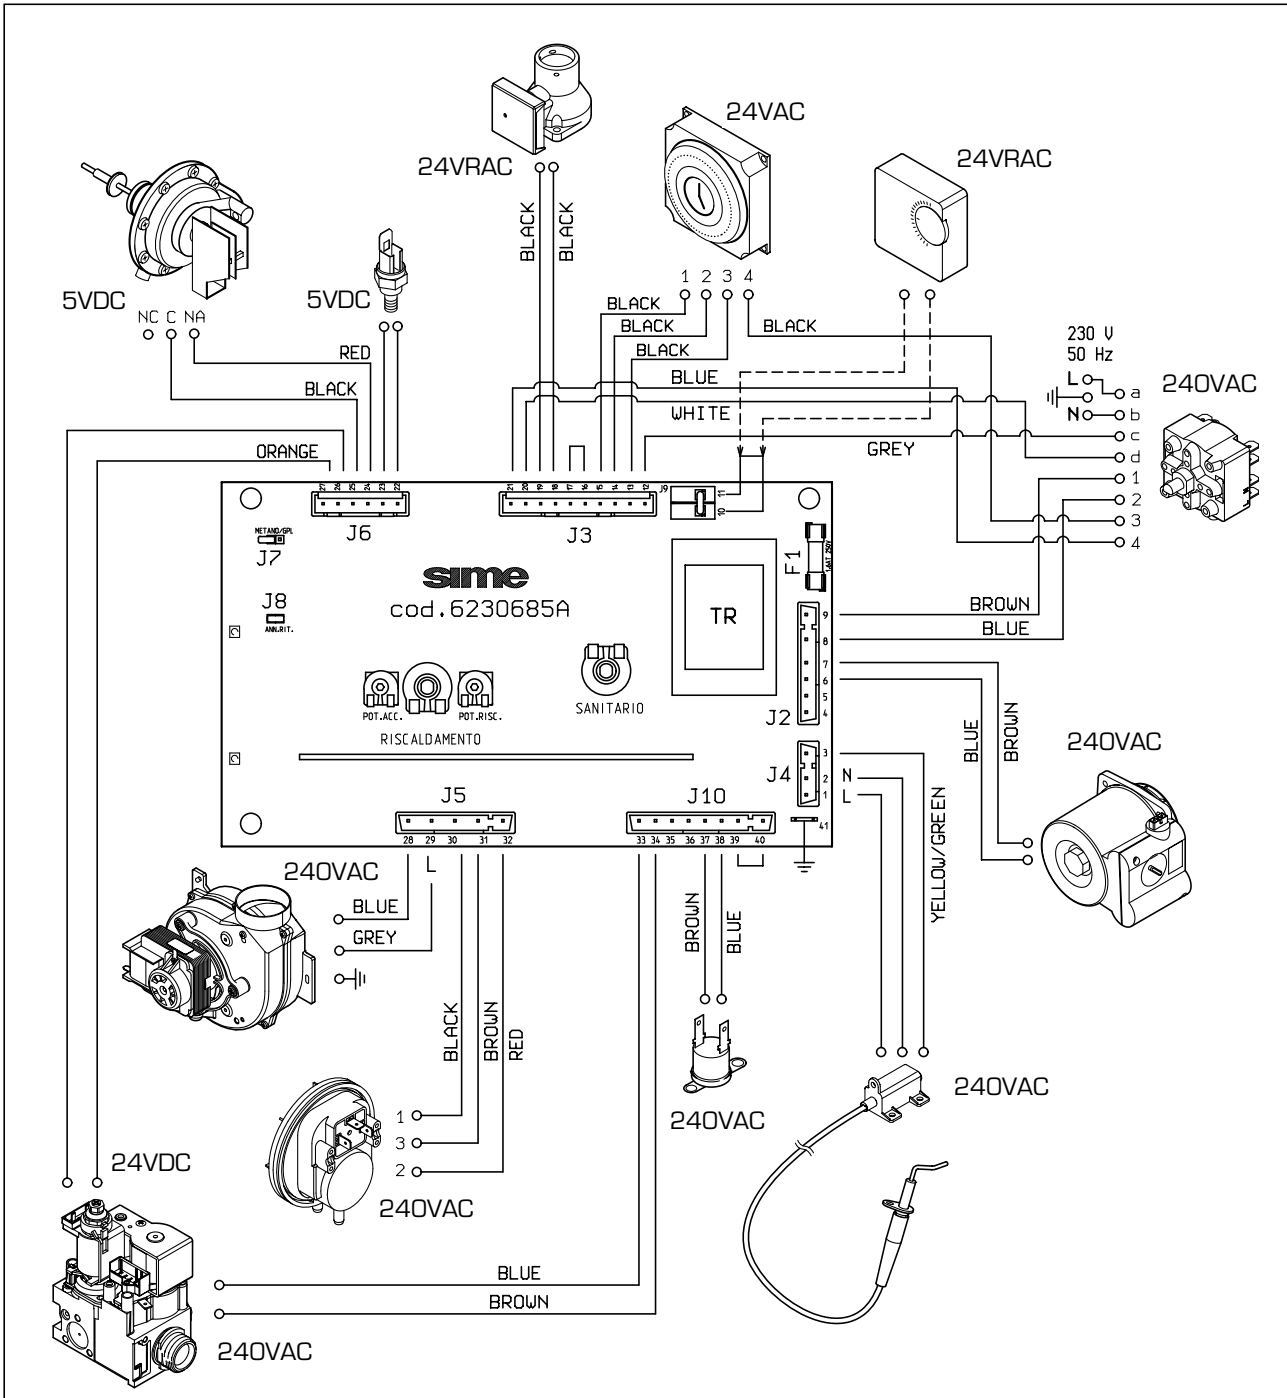 24VAC
24VRAC
24VRAC
BLACK
BLACK
5VDC
NC C NA
5VDC
1 2 3 4
BLACK
BLACK
BLACK
BLACK
230 V
50 Hz
240VAC
L
N
a
b
c
d
1
2
3
4
RED
BLACK
ORANGE
BLUE
WHITE
GREY
27 26 25 24 23 22
21 20 19 18 17 16 15 14 13 12
J9
11
10
J6
J3
METANO/GPL
J7
J8
ANN.RIT.
sime
cod.6230685A
TR
F1
1.6AT 250V
9
8
7
6
5
4
J2
BROWN
BLUE
POT.ACC.
POT.RISC.
RISCALDAMENTO
SANITARIO
BLUE
BROWN
240VAC
J4
3
2
1
N
L
41
J5
28 29 30 31 32
J10
33 34 35 36 37 38 39 40
YELLOW/GREEN
240VAC
L
BLUE
GREY
BLACK
BROWN
RED
BROWN
BLUE
240VAC
240VAC
1
3
2
240VAC
24VDC
BLUE
BROWN
240VAC